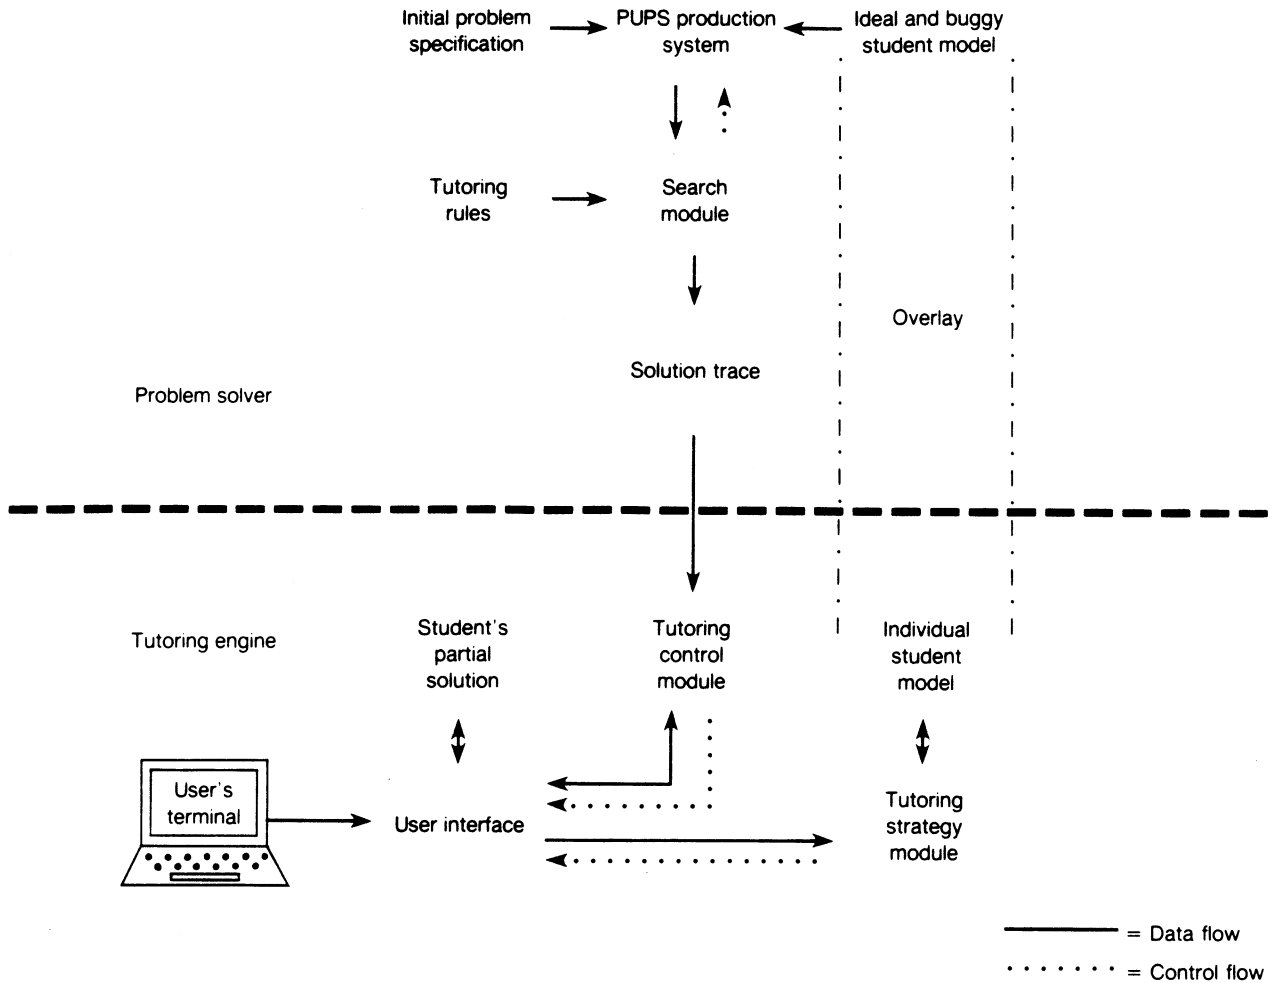 Initial problem
specification
PUPS production
system
Ideal and buggy
student model
Tutoring
rules
Search
module
Overlay
Solution trace
Problem solver
Tutoring engine
Student's
partial
solution
Tutoring
control
module
Individual
student
model
User's
terminal
User interface
Tutoring
strategy
module
= Data flow
= Control flow